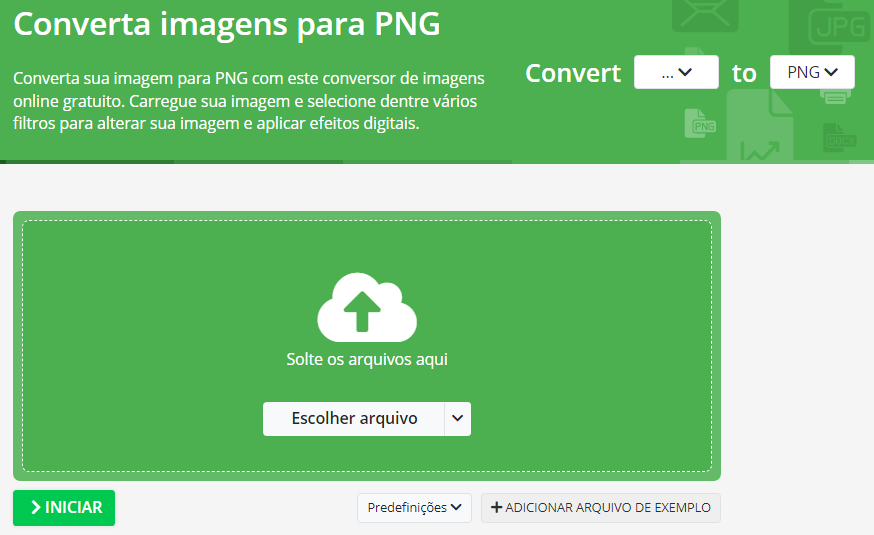 Converta imagens para PNG
Converta sua imagem para PNG com este conversor de imagens
online gratuito. Carregue sua imagem e selecione dentre vários
filtros para alterar sua imagem e aplicar efeitos digitais.
Convert ... to PNG
JPG
PNG
DOCX
Solte os arquivos aqui
Escolher arquivo
INICIAR
Predefinições
ADICIONAR ARQUIVO DE EXEMPLO